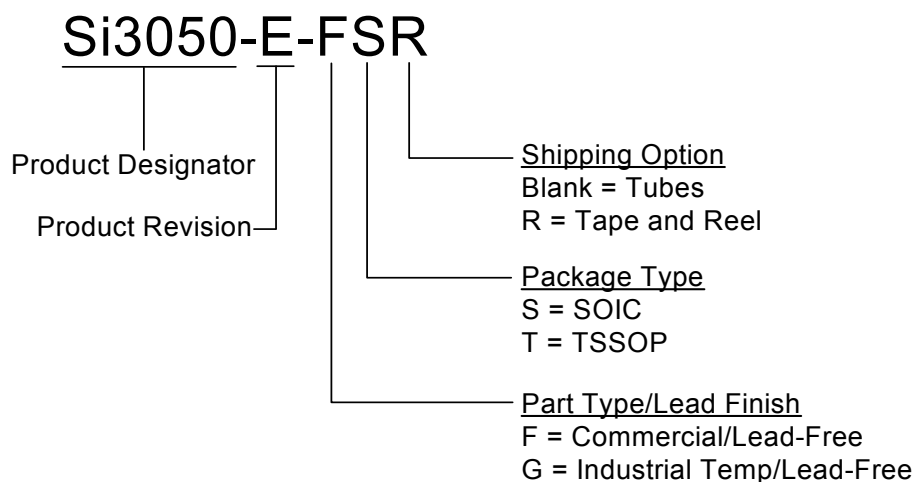 Si3050-E-FSR
Product Designator
Product Revision
Shipping Option
Blank = Tubes
R = Tape and Reel
Package Type
S = SOIC
T = TSSOP
Part Type/Lead Finish
F = Commercial/Lead-Free
G = Industrial Temp/Lead-Free